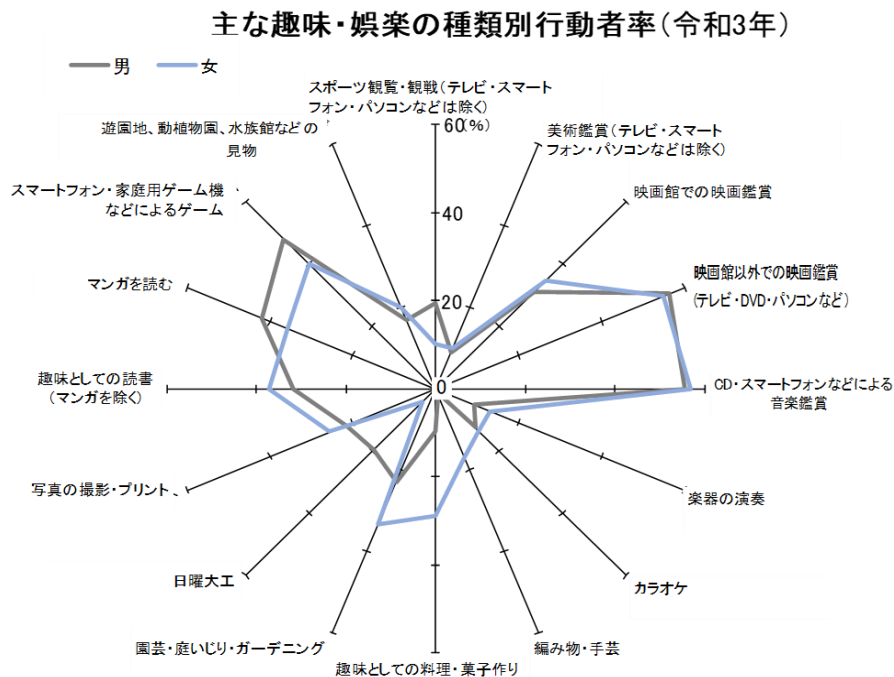 主な趣味・娯楽の種類別行動者率(令和3年)
男 女
スポーツ観覧・観戦(テレビ・スマート
フォン・パソコンなどは除く)
60(%)
40
20
0
美術鑑賞(テレビ・スマート
フォン・パソコンなどは除く)
映画館での映画鑑賞
映画館以外での映画鑑賞
(テレビ・DVD・パソコンなど)
CD・スマートフォンなどによる
音楽鑑賞
楽器の演奏
カラオケ
編み物・手芸
趣味としての料理・菓子作り
園芸・庭いじり・ガーデニング
日曜大工
写真の撮影・プリント
趣味としての読書
(マンガを除く)
マンガを読む
スマートフォン・家庭用ゲーム機
などによるゲーム
遊園地、動植物園、水族館などの
見物